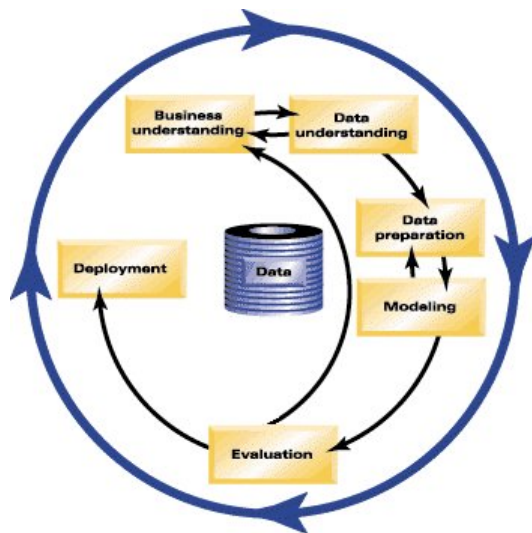 Business
understanding
Data
understanding
Data
preparation
Modeling
Evaluation
Deployment
Data